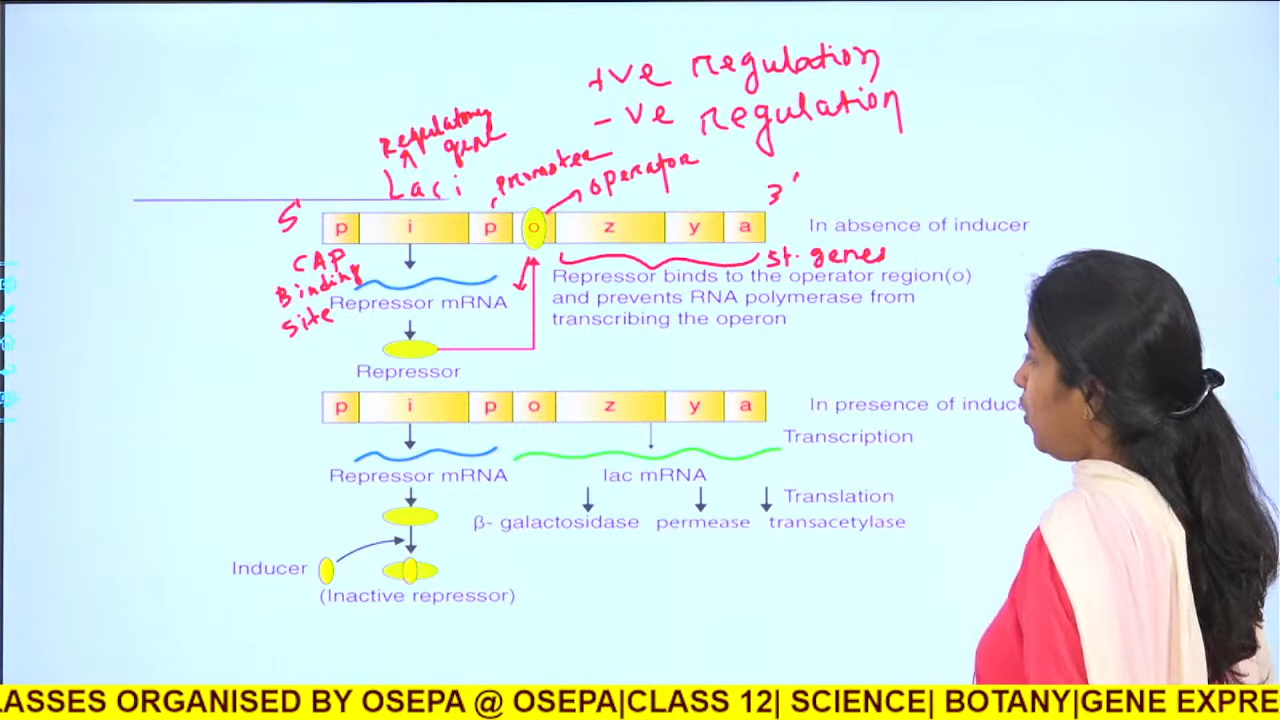 +ve regulation
-ve regulation
Regulatory gene
Lac i
promoter
operator
5'
3'
p i p o z y a
In absence of inducer
CAP
Binding
site
st. genes
Repressor mRNA
Repressor binds to the operator region(o)
and prevents RNA polymerase from
transcribing the operon
Repressor
p i p o z y a
In presence of induce
Transcription
Repressor mRNA
lac mRNA
Translation
β- galactosidase permease transacetylase
Inducer
(Inactive repressor)
LASSES ORGANISED BY OSEPA @ OSEPA|CLASS 12| SCIENCE| BOTANY|GENE EXPRE